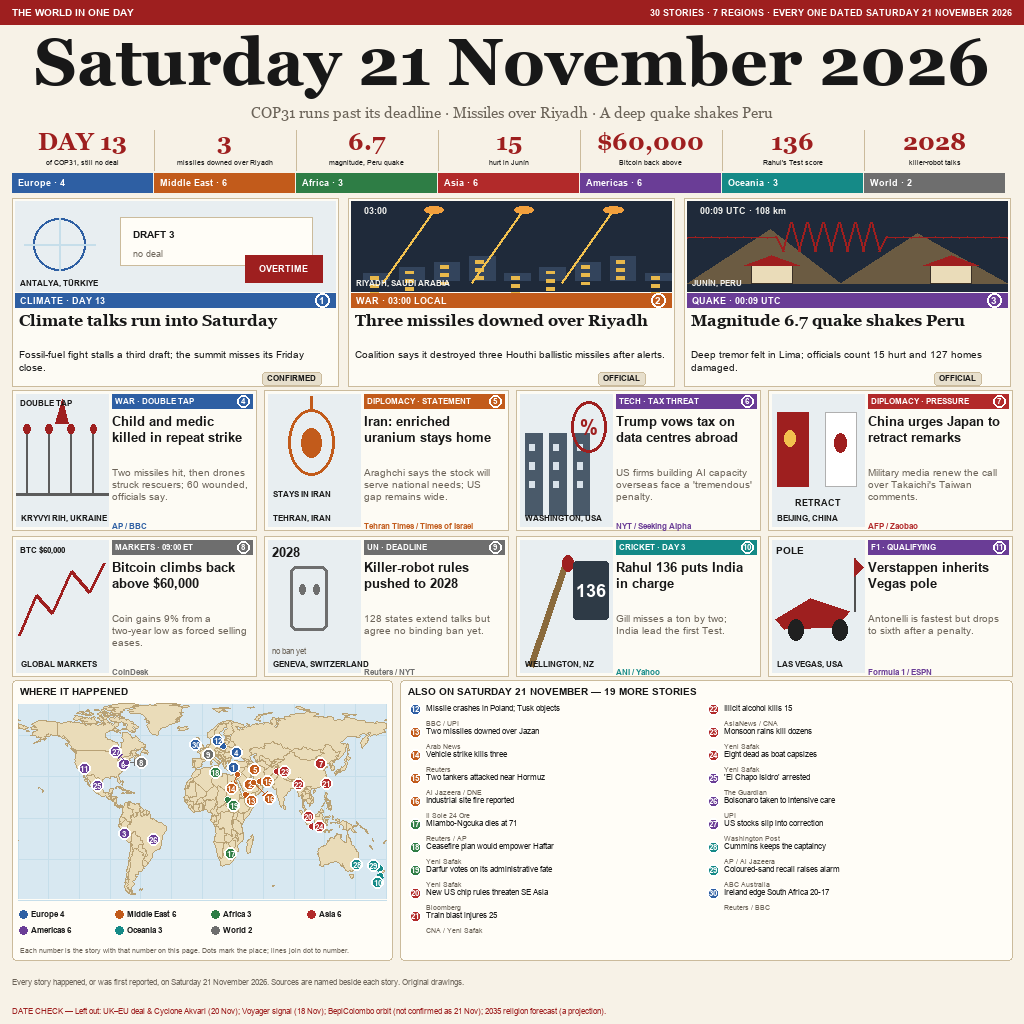 THE WORLD IN ONE DAY
30 STORIES · 7 REGIONS · EVERY ONE DATED SATURDAY 21 NOVEMBER 2026
Saturday 21 November 2026
COP31 runs past its deadline · Missiles over Riyadh · A deep quake shakes Peru
DAY 13
of COP31, still no deal
3
missiles downed over Riyadh
6.7
magnitude, Peru quake
15
hurt in Junín
$60,000
Bitcoin back above
136
Rahul's Test score
2028
killer-robot talks
Europe · 4
Middle East · 6
Africa · 3
Asia · 6
Americas · 6
Oceania · 3
World · 2
DRAFT 3
no deal
OVERTIME
ANTALYA, TÜRKIYE
CLIMATE · DAY 13
1
Climate talks run into Saturday
Fossil-fuel fight stalls a third draft; the summit misses its Friday
close.
CONFIRMED
03:00
RIYADH, SAUDI ARABIA
WAR · 03:00 LOCAL
2
Three missiles downed over Riyadh
Coalition says it destroyed three Houthi ballistic missiles after alerts.
OFFICIAL
00:09 UTC · 108 km
JUNÍN, PERU
QUAKE · 00:09 UTC
3
Magnitude 6.7 quake shakes Peru
Deep tremor felt in Lima; officials count 15 hurt and 127 homes
damaged.
OFFICIAL
DOUBLE TAP
KRYVYI RIH, UKRAINE
WAR · DOUBLE TAP
4
Child and medic
killed in repeat strike
Two missiles hit, then drones
struck rescuers; 60 wounded,
officials say.
AP / BBC
STAYS IN IRAN
TEHRAN, IRAN
DIPLOMACY · STATEMENT
5
Iran: enriched
uranium stays home
Araghchi says the stock will
serve national needs; US
gap remains wide.
Tehran Times / Times of Israel
%
WASHINGTON, USA
TECH · TAX THREAT
6
Trump vows tax on
data centres abroad
US firms building AI capacity
overseas face a 'tremendous'
penalty.
NYT / Seeking Alpha
RETRACT
BEIJING, CHINA
DIPLOMACY · PRESSURE
7
China urges Japan to
retract remarks
Military media renew the call
over Takaichi's Taiwan
comments.
AFP / Zaobao
BTC $60,000
GLOBAL MARKETS
MARKETS · 09:00 ET
8
Bitcoin climbs back
above $60,000
Coin gains 9% from a
two-year low as forced selling
eases.
CoinDesk
2028
no ban yet
GENEVA, SWITZERLAND
UN · DEADLINE
9
Killer-robot rules
pushed to 2028
128 states extend talks but
agree no binding ban yet.
Reuters / NYT
136
WELLINGTON, NZ
CRICKET · DAY 3
10
Rahul 136 puts India
in charge
Gill misses a ton by two;
India lead the first Test.
ANI / Yahoo
POLE
LAS VEGAS, USA
F1 · QUALIFYING
11
Verstappen inherits
Vegas pole
Antonelli is fastest but drops
to sixth after a penalty.
Formula 1 / ESPN
WHERE IT HAPPENED
Europe 4
Middle East 6
Africa 3
Asia 6
Americas 6
Oceania 3
World 2
Each number is the story with that number on this page. Dots mark the place; lines join dot to number.
ALSO ON SATURDAY 21 NOVEMBER — 19 MORE STORIES
12 Missile crashes in Poland; Tusk objects
BBC / UPI
13 Two missiles downed over Jazan
Arab News
14 Vehicle strike kills three
Reuters
15 Two tankers attacked near Hormuz
Al Jazeera / DNE
16 Industrial site fire reported
Il Sole 24 Ore
17 Mlambo-Ngcuka dies at 71
Reuters / AP
18 Ceasefire plan would empower Haftar
Yeni Safak
19 Darfur votes on its administrative fate
Yeni Safak
20 New US chip rules threaten SE Asia
Bloomberg
21 Train blast injures 25
CNA / Yeni Safak
22 Illicit alcohol kills 15
AsiaNews / CNA
23 Monsoon rains kill dozens
Yeni Safak
24 Eight dead as boat capsizes
Yeni Safak
25 'El Chapo Isidro' arrested
The Guardian
26 Bolsonaro taken to intensive care
UPI
27 US stocks slip into correction
Washington Post
28 Cummins keeps the captaincy
AP / Al Jazeera
29 Coloured-sand recall raises alarm
ABC Australia
30 Ireland edge South Africa 20-17
Reuters / BBC
Every story happened, or was first reported, on Saturday 21 November 2026. Sources are named beside each story. Original drawings.
DATE CHECK — Left out: UK–EU deal & Cyclone Akvari (20 Nov); Voyager signal (18 Nov); BepiColombo orbit (not confirmed as 21 Nov); 2035 religion forecast (a projection).